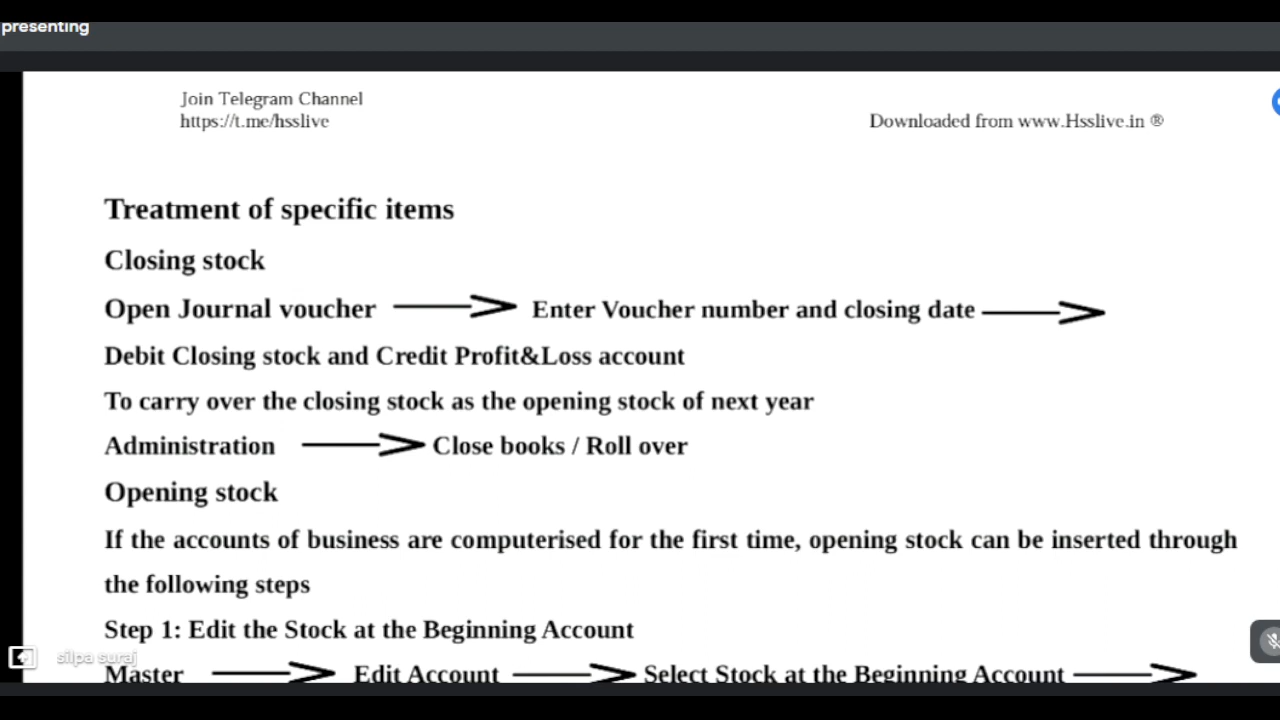 presenting
Join Telegram Channel
https://t.me/hsslive
Downloaded from www.Hsslive.in ®
Treatment of specific items
Closing stock
Open Journal voucher Enter Voucher number and closing date
Debit Closing stock and Credit Profit&Loss account
To carry over the closing stock as the opening stock of next year
Administration Close books / Roll over
Opening stock
If the accounts of business are computerised for the first time, opening stock can be inserted through
the following steps
Step 1: Edit the Stock at the Beginning Account
silpa suraj
Master Edit Account Select Stock at the Beginning Account